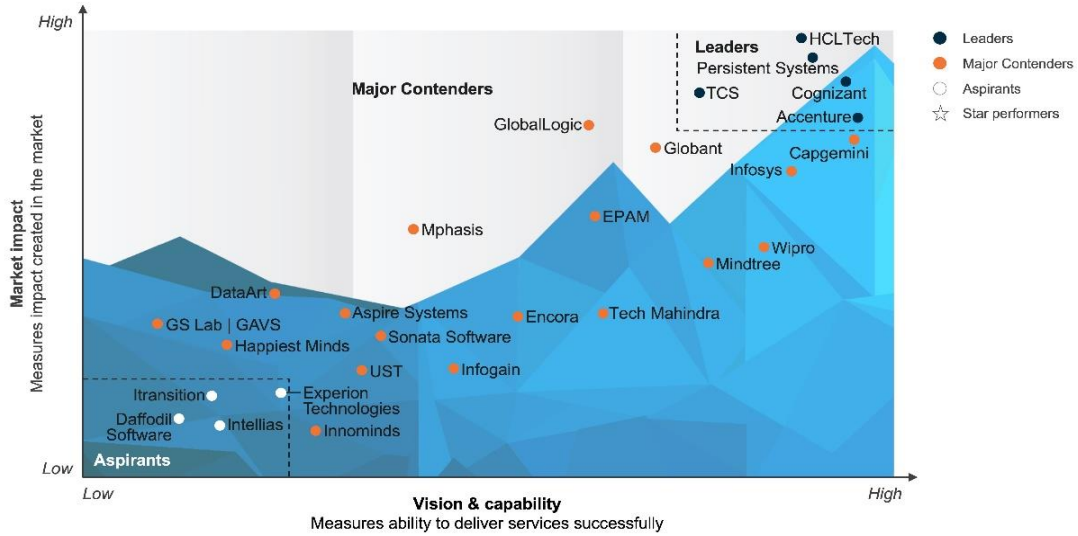 High
HCLTech
Leaders
Leaders
Persistent Systems
Major Contenders
Major Contenders
Cognizant
Aspirants
TCS
Accenture
Star performers
GlobalLogic
Globant
Capgemini
Infosys
EPAM
Mphasis
Wipro
Mindtree
Market impact
Measures impact created in the market
DataArt
Aspire Systems
Encora
Tech Mahindra
GS Lab | GAVS
Sonata Software
Happiest Minds
UST
Infogain
Itransition
Experion
Technologies
Daffodil
Software
Intellias
Innominds
Aspirants
Low
Low
High
Vision & capability
Measures ability to deliver services successfully